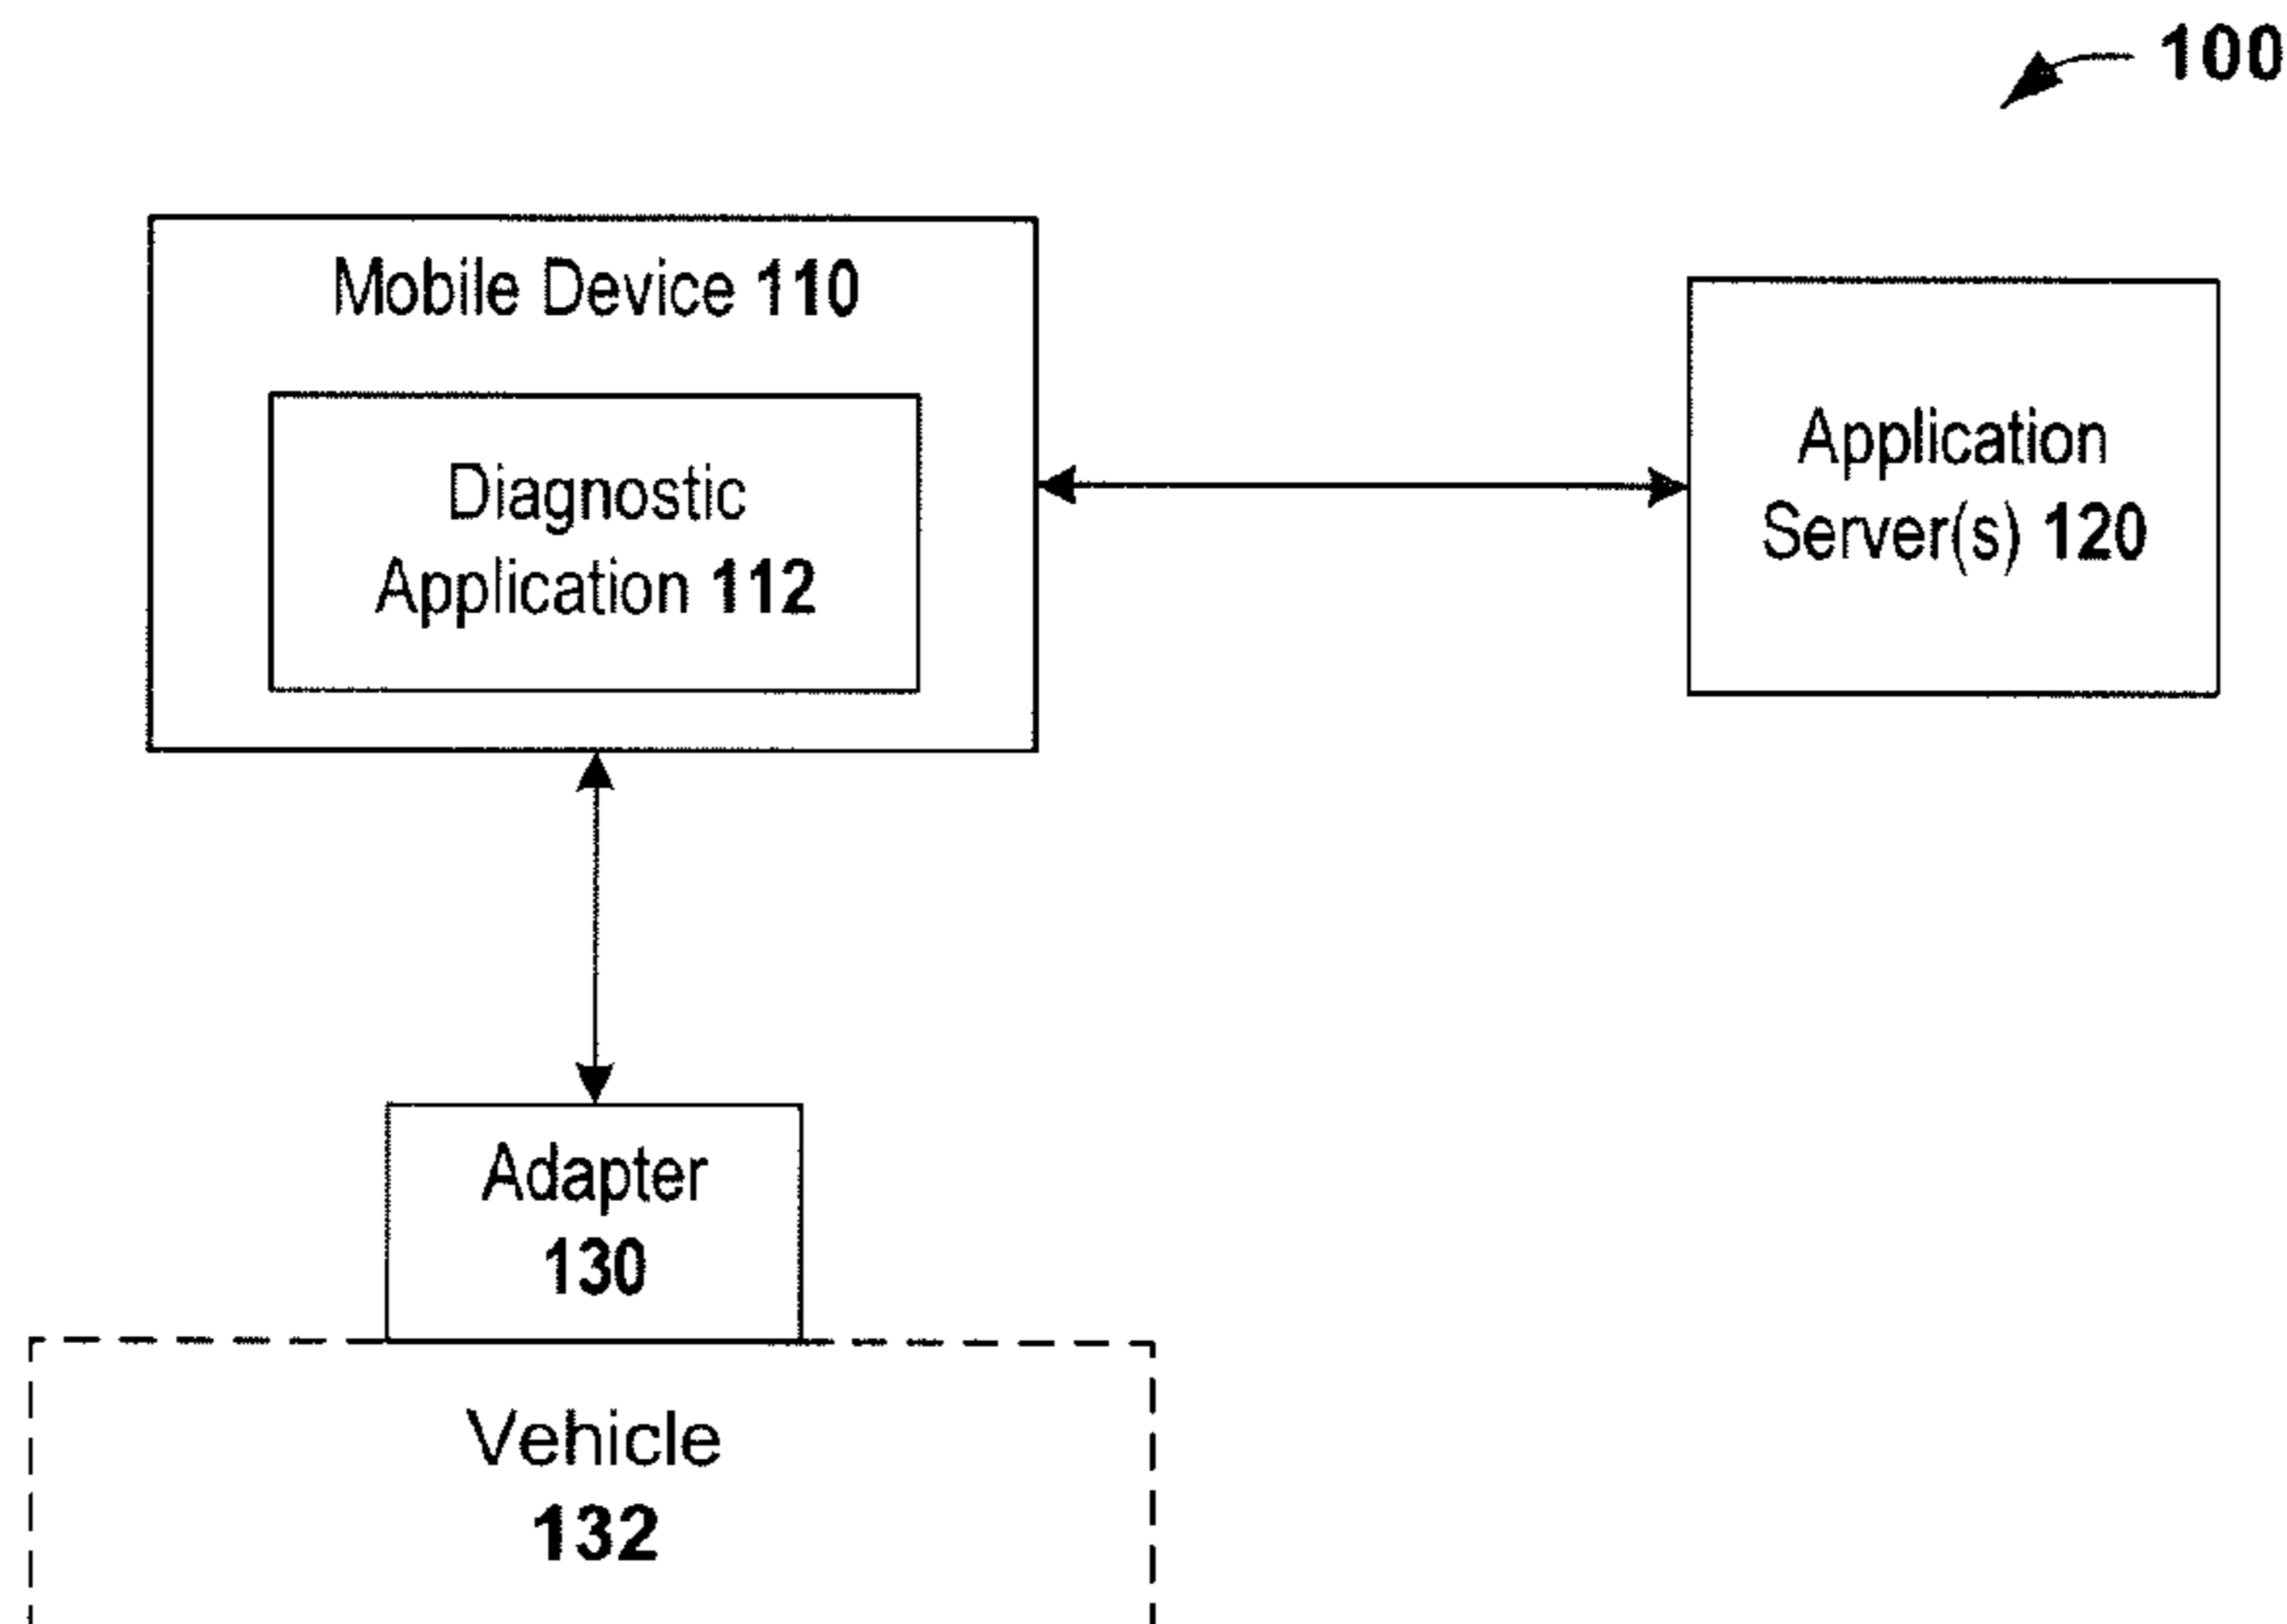 100
Mobile Device 110
Diagnostic
Application 112
Application
Server(s) 120
Adapter
130
Vehicle
132